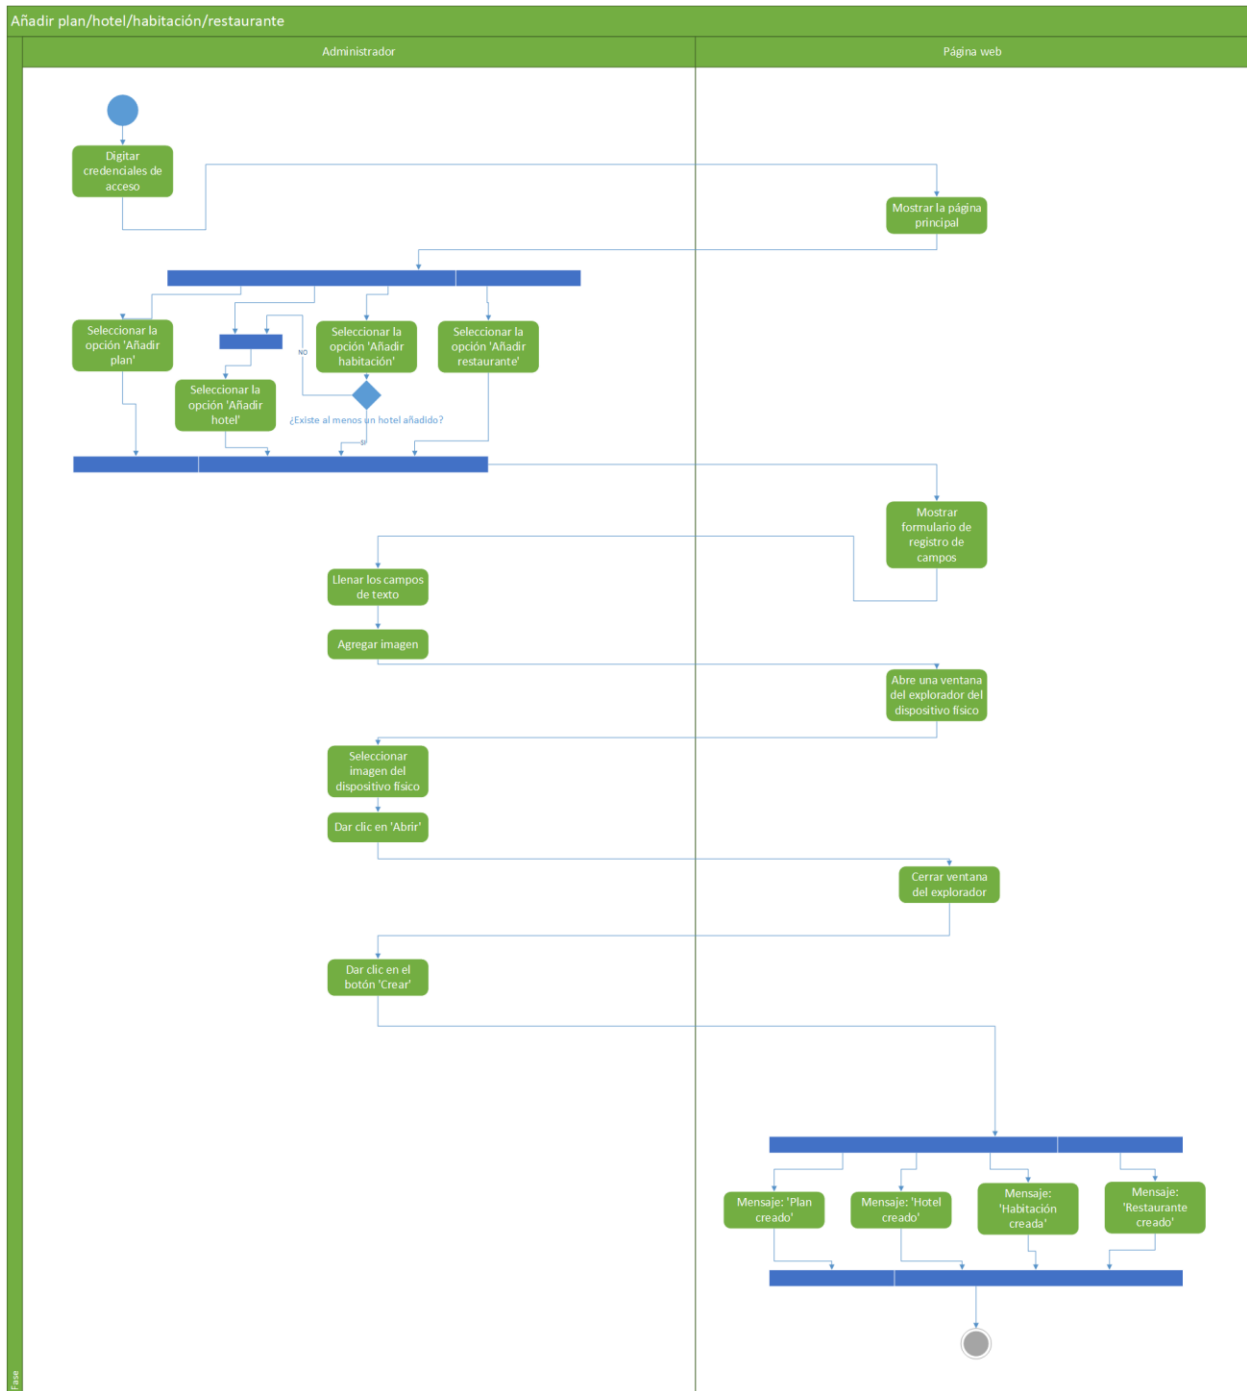 Añadir plan/hotel/habitación/restaurante
Administrador
Página web
Digitar
credenciales de
acceso
Mostrar la página
principal
Seleccionar la
opción 'Añadir
plan'
Seleccionar la
opción 'Añadir
hotel'
NO
Seleccionar la
opción 'Añadir
habitación'
Seleccionar la
opción 'Añadir
restaurante'
¿Existe al menos un hotel añadido?
SI
Mostrar
formulario de
registro de
campos
Llenar los campos
de texto
Agregar imagen
Abre una ventana
del explorador del
dispositivo físico
Seleccionar
imagen del
dispositivo físico
Dar clic en 'Abrir'
Cerrar ventana
del explorador
Dar clic en el
botón 'Crear'
Mensaje: 'Plan
creado'
Mensaje: 'Hotel
creado'
Mensaje:
'Habitación
creada'
Mensaje:
'Restaurante
creado'
Fase